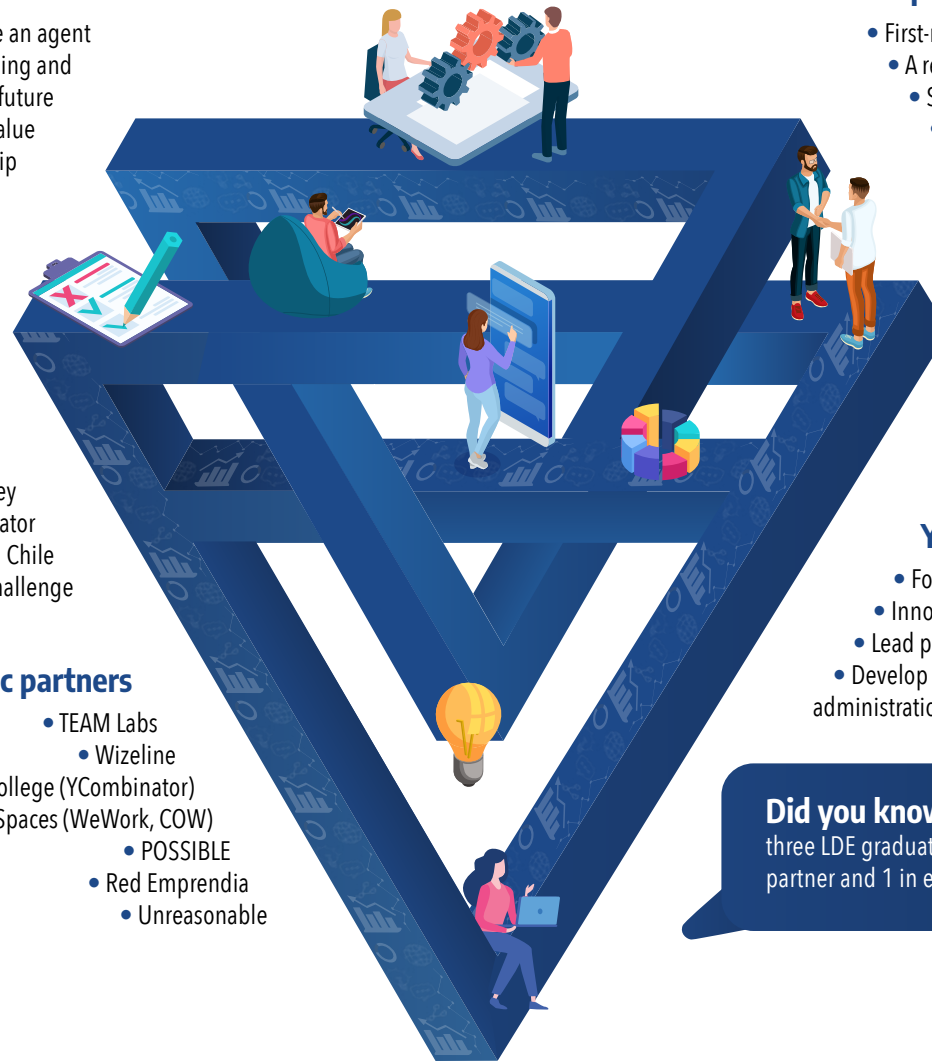 e an agent
ing and
future
alue
ip
• First-
• A
•
ey
ator
Chile
allenge
c partners
• TEAM Labs
• Wizeline
ollege (YCombinator)
Spaces (WeWork, COW)
• POSSIBLE
• Red Emprendia
• Unreasonable
Y
• Fo
• Inno
• Lead p
• Develop
administratio
Did you know
three LDE graduat
partner and 1 in e